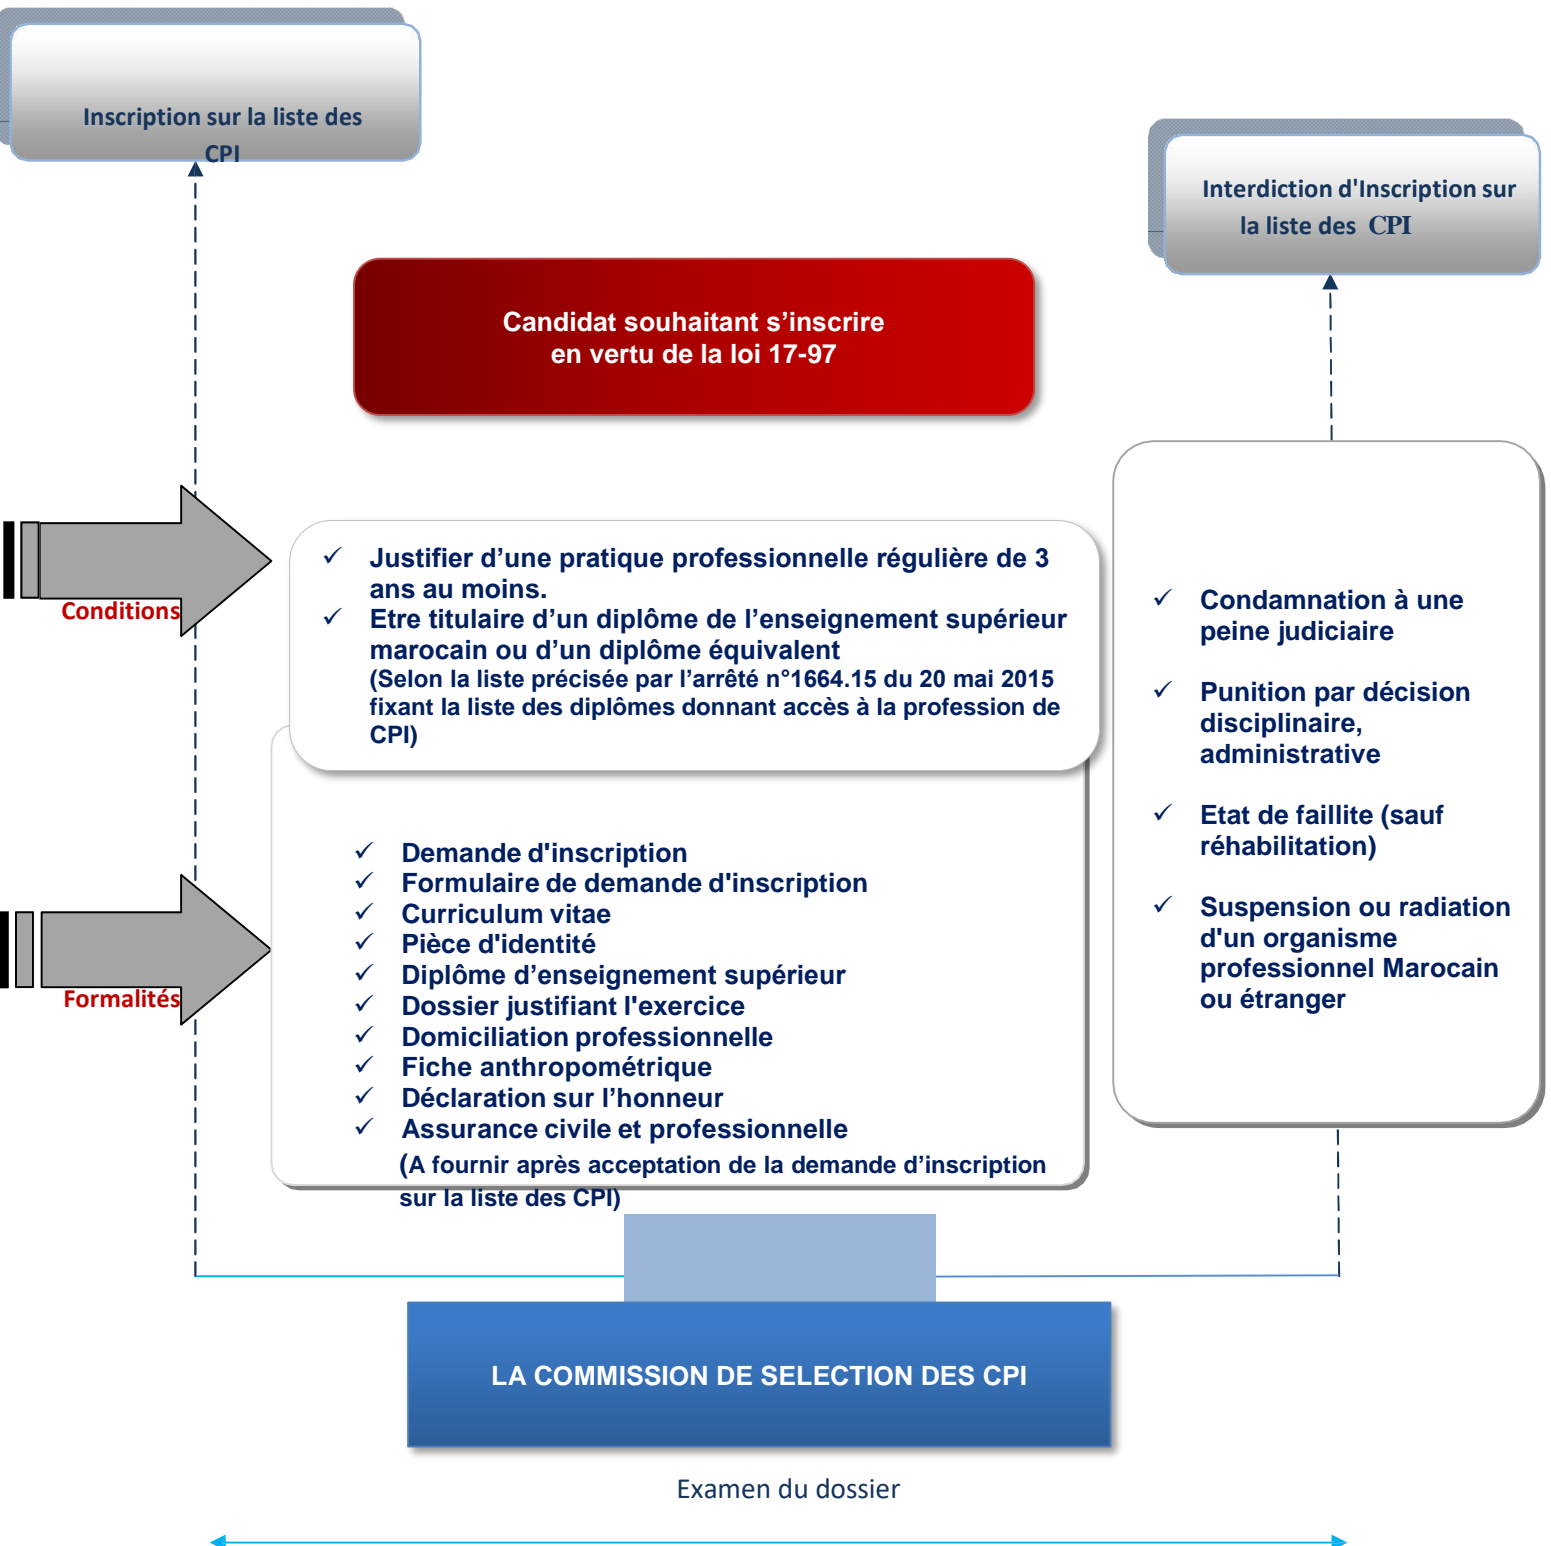 Inscription sur la liste des
CPI
Interdiction d'Inscription sur
la liste des CPI
Candidat souhaitant s’inscrire
en vertu de la loi 17-97
Conditions
✓ Justifier d’une pratique professionnelle régulière de 3
ans au moins.
✓ Etre titulaire d’un diplôme de l’enseignement supérieur
marocain ou d’un diplôme équivalent
(Selon la liste précisée par l’arrêté n°1664.15 du 20 mai 2015
fixant la liste des diplômes donnant accès à la profession de
CPI)
Formalités
✓ Demande d'inscription
✓ Formulaire de demande d'inscription
✓ Curriculum vitae
✓ Pièce d'identité
✓ Diplôme d’enseignement supérieur
✓ Dossier justifiant l'exercice
✓ Domiciliation professionnelle
✓ Fiche anthropométrique
✓ Déclaration sur l’honneur
✓ Assurance civile et professionnelle
(A fournir après acceptation de la demande d’inscription
sur la liste des CPI)
✓ Condamnation à une
peine judiciaire
✓ Punition par décision
disciplinaire,
administrative
✓ Etat de faillite (sauf
réhabilitation)
✓ Suspension ou radiation
d'un organisme
professionnel Marocain
ou étranger
LA COMMISSION DE SELECTION DES CPI
Examen du dossier